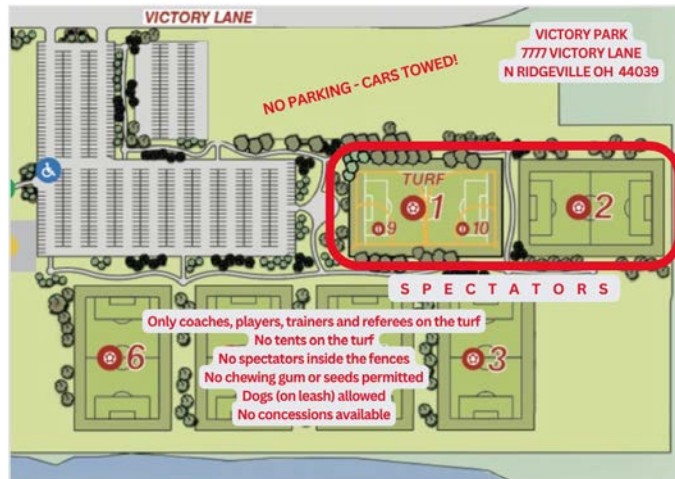 VICTORY LANE
VICTORY PARK
7777 VICTORY LANE
N RIDGEVILLE OH 44039
NO PARKING - CARS TOWED!
TURF
1
2
9
10
SPECTATORS
Only coaches, players, trainers and referees on the turf
No tents on the turf
No spectators inside the fences
No chewing gum or seeds permitted
Dogs (on leash) allowed
No concessions available
6
3